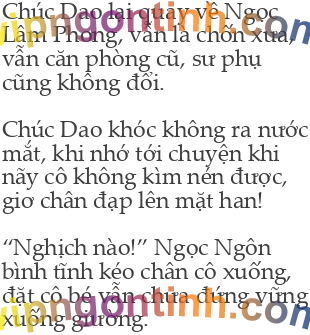 Chúc Dao lại quay về Ngọc
Lâm Phong, vẫn là chốn xưa,
vẫn căn phòng cũ, sư phụ
cũng không đổi.
Chúc Dao khóc không ra nước
mắt, khi nhớ tới chuyện khi
nãy cô không kìm nén được,
giơ chân đạp lên mặt han!
“Nghịch nào!” Ngọc Ngôn
bình tĩnh kéo chân cô xuống,
đặt cô bé vẫn chưa đứng vững
xuống giường.
vipngontinh.com
vipngontinh.com